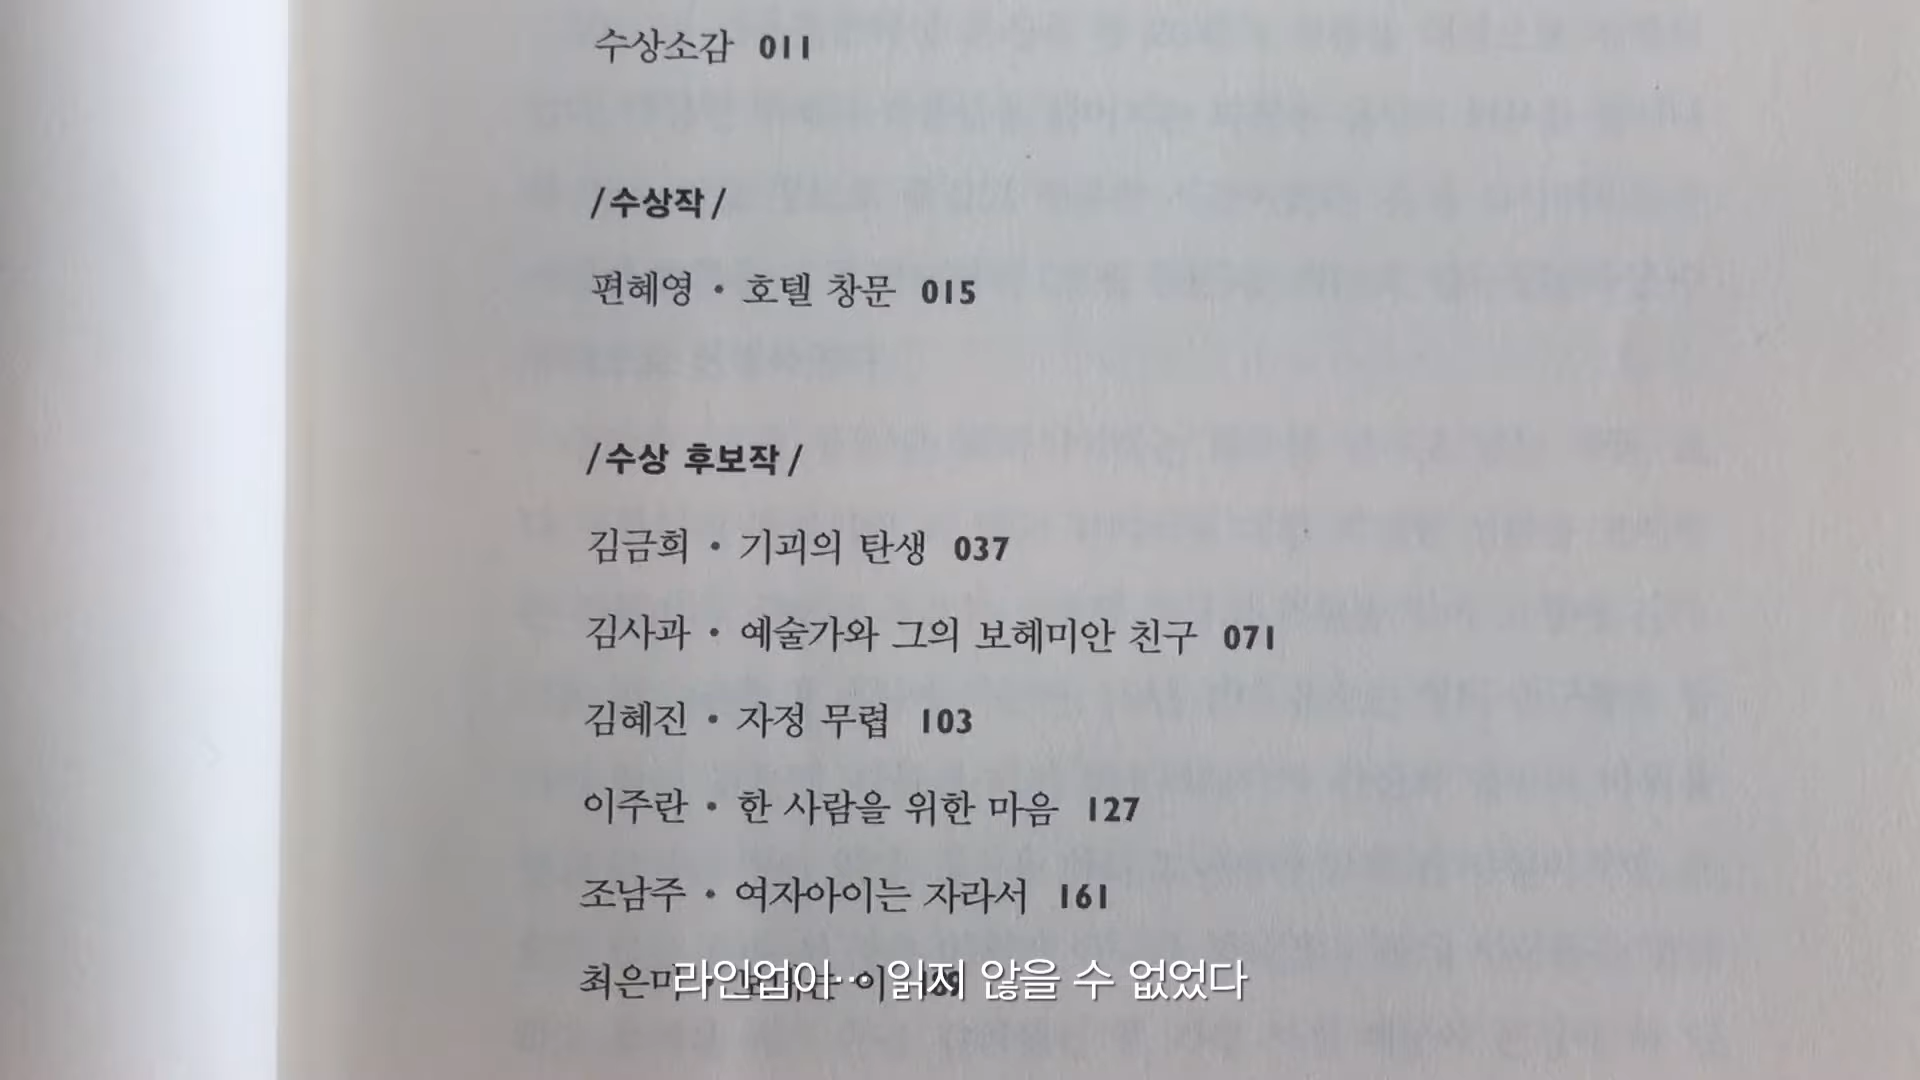 수상소감 011
/수상작/
편혜영 • 호텔 창문 015
/수상 후보작/
김금희 • 기괴의 탄생 037
김사과 • 예술가와 그의 보헤미안 친구 071
김혜진 • 자정 무렵 103
이주란 • 한 사람을 위한 마음 127
조남주 • 여자아이는 자라서 161
최은미
라인업이… 읽지 않을 수 없었다